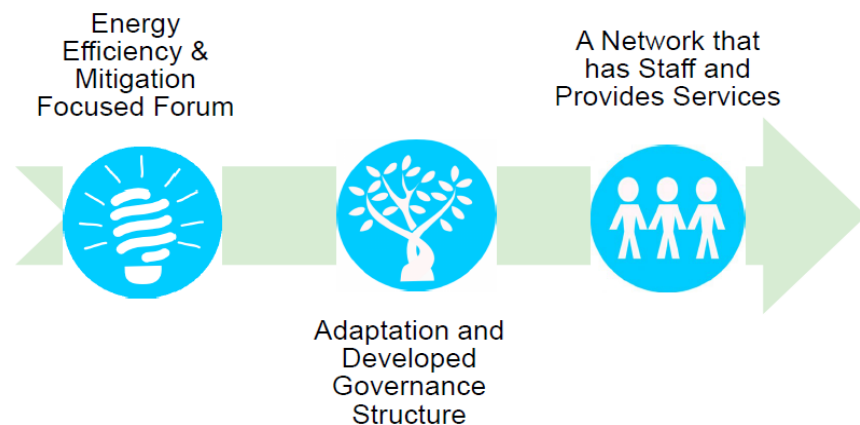 Energy
Efficiency &
Mitigation
Focused Forum
Adaptation and
Developed
Governance
Structure
A Network that
has Staff and
Provides Services